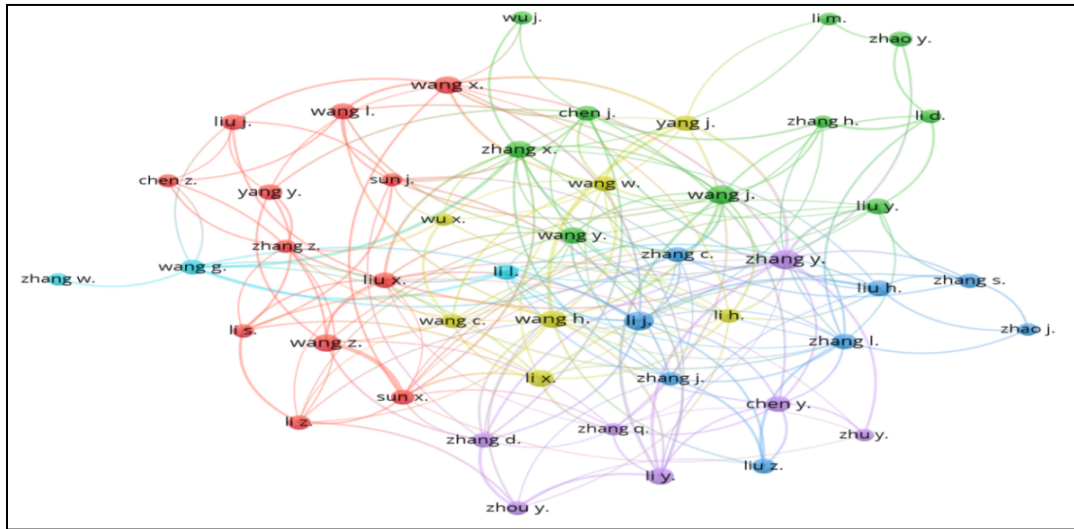 wu j.
li m.
zhao y.
wang x.
wang l.
chen j.
liu j.
yang j.
zhang h.
li d.
zhang x.
chen z.
sun j.
yang y.
wang w.
wang j.
liu y.
wu x.
wang y.
zhang z.
zhang c.
zhang y.
wang g.
li l.
zhang w.
liu x.
zhang s.
liu h.
wang c.
wang h.
li j.
li h.
zhao j.
li s.
wang z.
zhang l.
li x.
zhang j.
sun x.
chen y.
li z.
zhang q.
zhang d.
zhu y.
liu z.
li y.
zhou y.